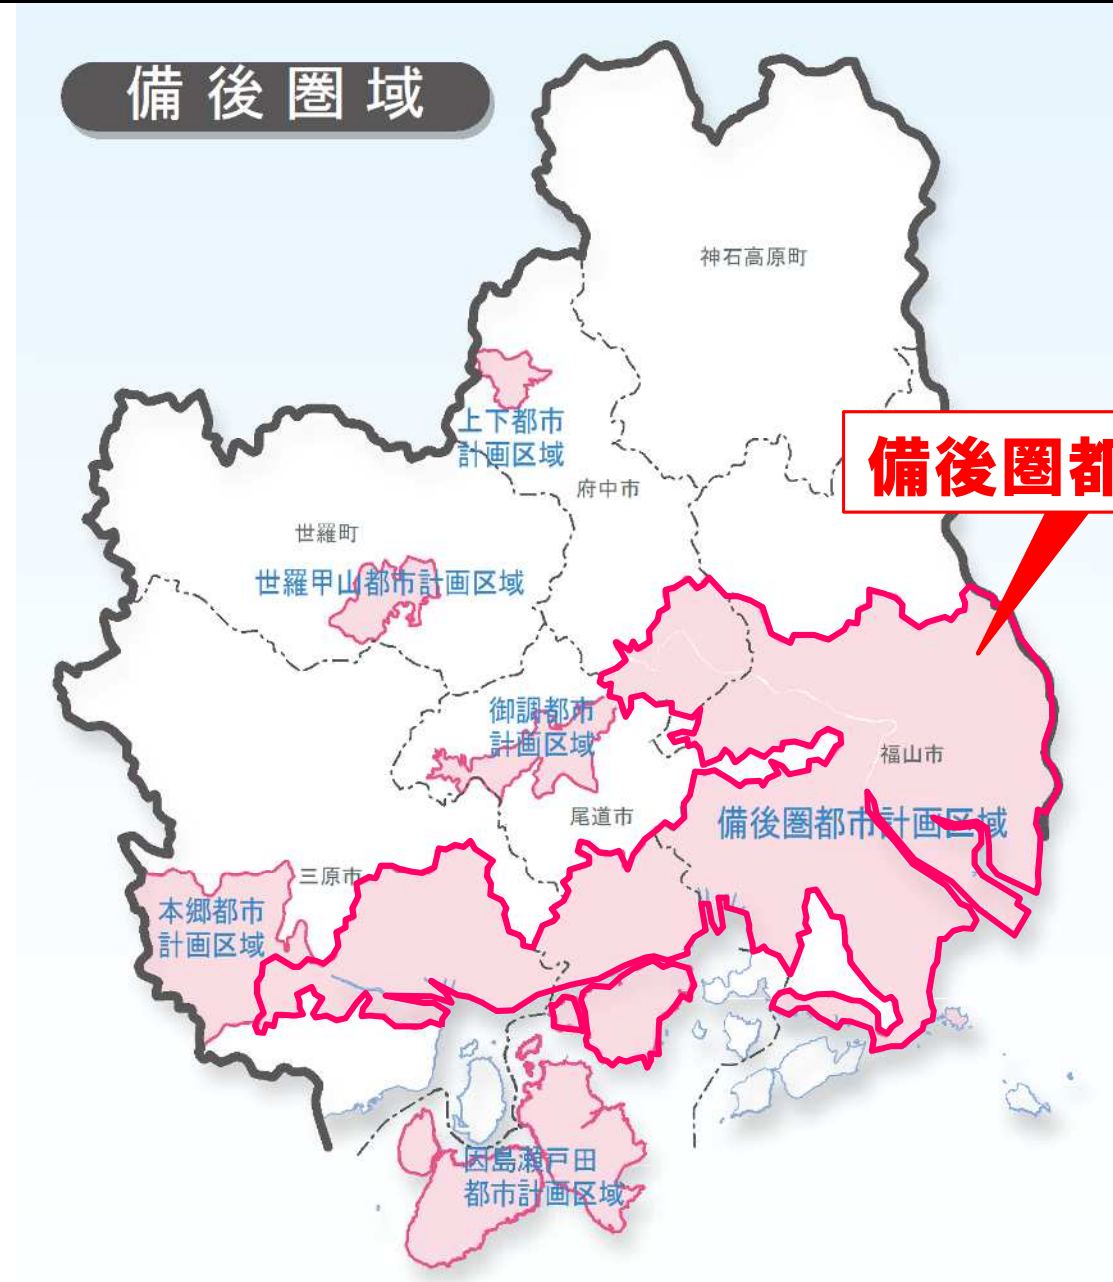 備後圏域
神石高原町
上下都市
計画区域
備後圏都
府中市
世羅町
世羅甲山都市計画区域
御調都市
計画区域
福山市
尾道市
備後圏都市計画区域
三原市
本郷都市
計画区域
因島瀬戸田
都市計画区域